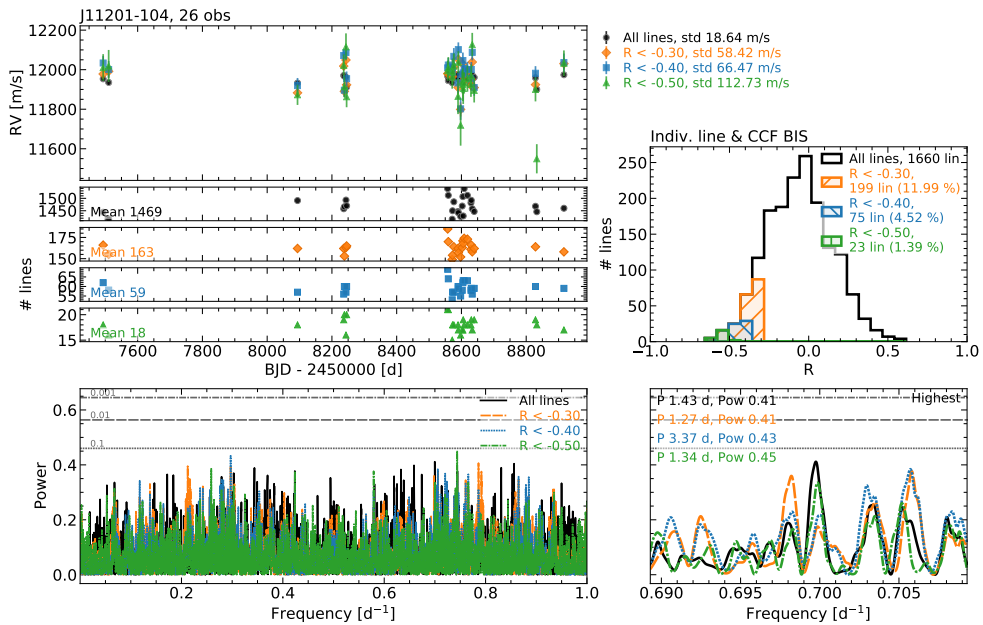 J11201-104, 26 obs
12200
12000
11800
11600
RV [m/s]
All lines, std 18.64 m/s
R < -0.30, std 58.42 m/s
R < -0.40, std 66.47 m/s
R < -0.50, std 112.73 m/s
1500
1450
Mean 1469
175
150
Mean 163
65
60
55
Mean 59
20
15
Mean 18
# lines
7600
7800
8000
8200
8400
8600
8800
BJD - 2450000 [d]
Indiv. line & CCF BIS
250
200
150
100
50
0
# lines
All lines, 1660 lin
R < -0.30,
199 lin (11.99 %)
R < -0.40,
75 lin (4.52 %)
R < -0.50,
23 lin (1.39 %)
−1.0
−0.5
0.0
0.5
1.0
R
0.6
0.4
0.2
0.0
Power
0.001
0.01
0.1
All lines
R < -0.30
R < -0.40
R < -0.50
0.2
0.4
0.6
0.8
1.0
Frequency [d⁻¹]
Highest
P 1.43 d, Pow 0.41
P 1.27 d, Pow 0.41
P 3.37 d, Pow 0.43
P 1.34 d, Pow 0.45
0.690
0.695
0.700
0.705
Frequency [d⁻¹]